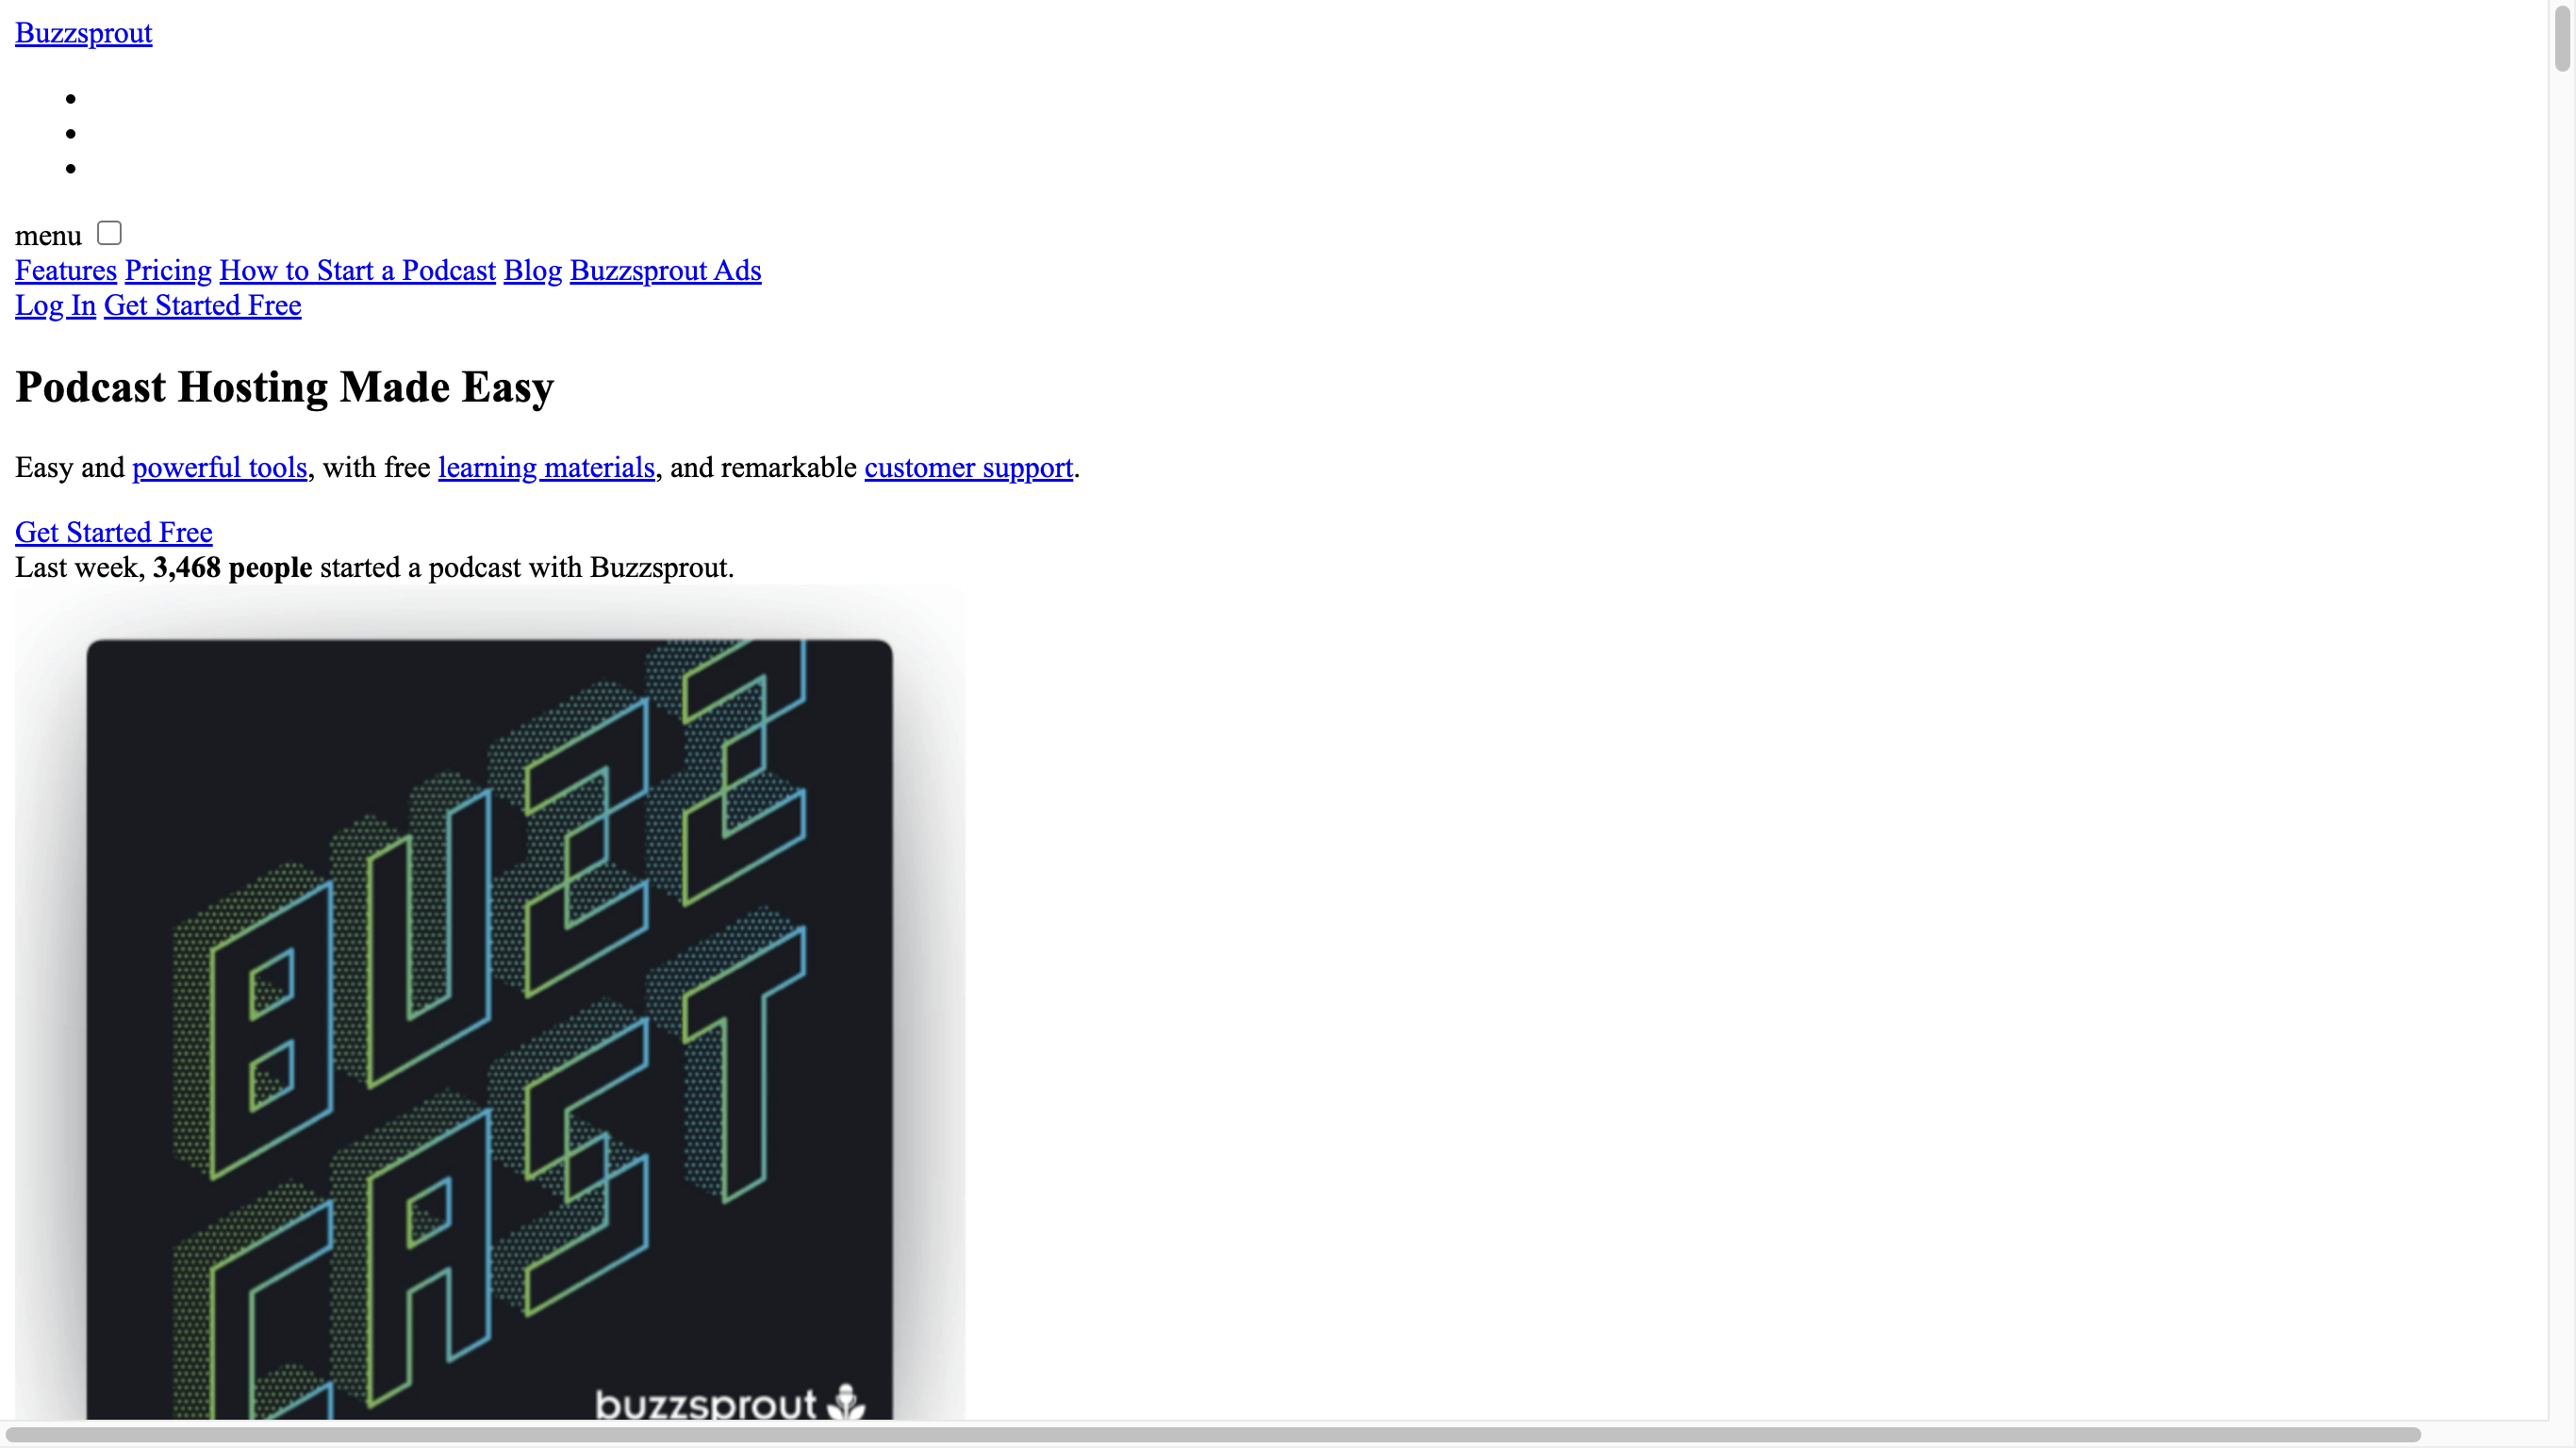 Buzzsprout
menu
Features Pricing How to Start a Podcast Blog Buzzsprout Ads
Log In Get Started Free
Podcast Hosting Made Easy
Easy and powerful tools, with free learning materials, and remarkable customer support.
Get Started Free
Last week, 3,468 people started a podcast with Buzzsprout.
BUZZ
CAST
buzzsprout